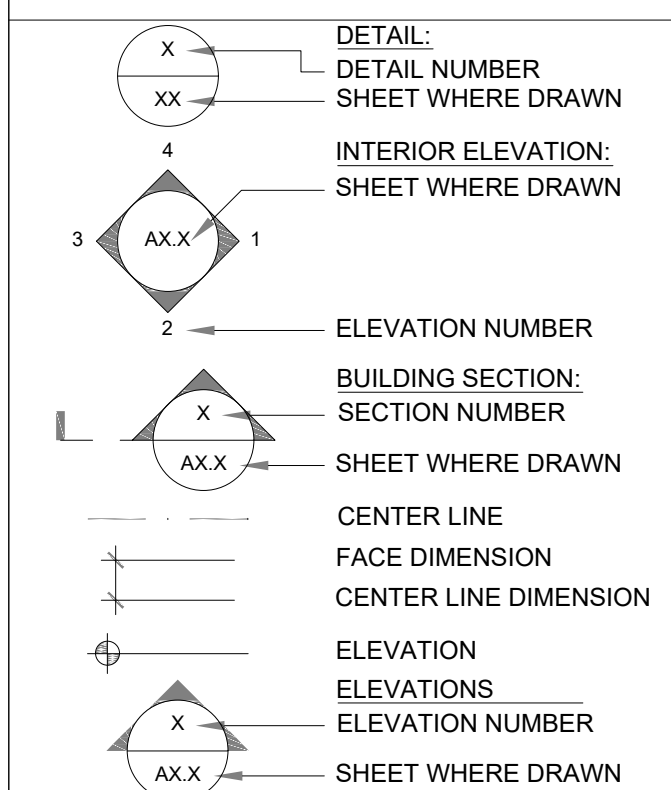 X
DETAIL:
DETAIL NUMBER
XX
SHEET WHERE DRAWN
4
INTERIOR ELEVATION:
SHEET WHERE DRAWN
3
AX.X
1
2
ELEVATION NUMBER
BUILDING SECTION:
X
SECTION NUMBER
AX.X
SHEET WHERE DRAWN
CENTER LINE
FACE DIMENSION
CENTER LINE DIMENSION
ELEVATION
ELEVATIONS
X
ELEVATION NUMBER
AX.X
SHEET WHERE DRAWN